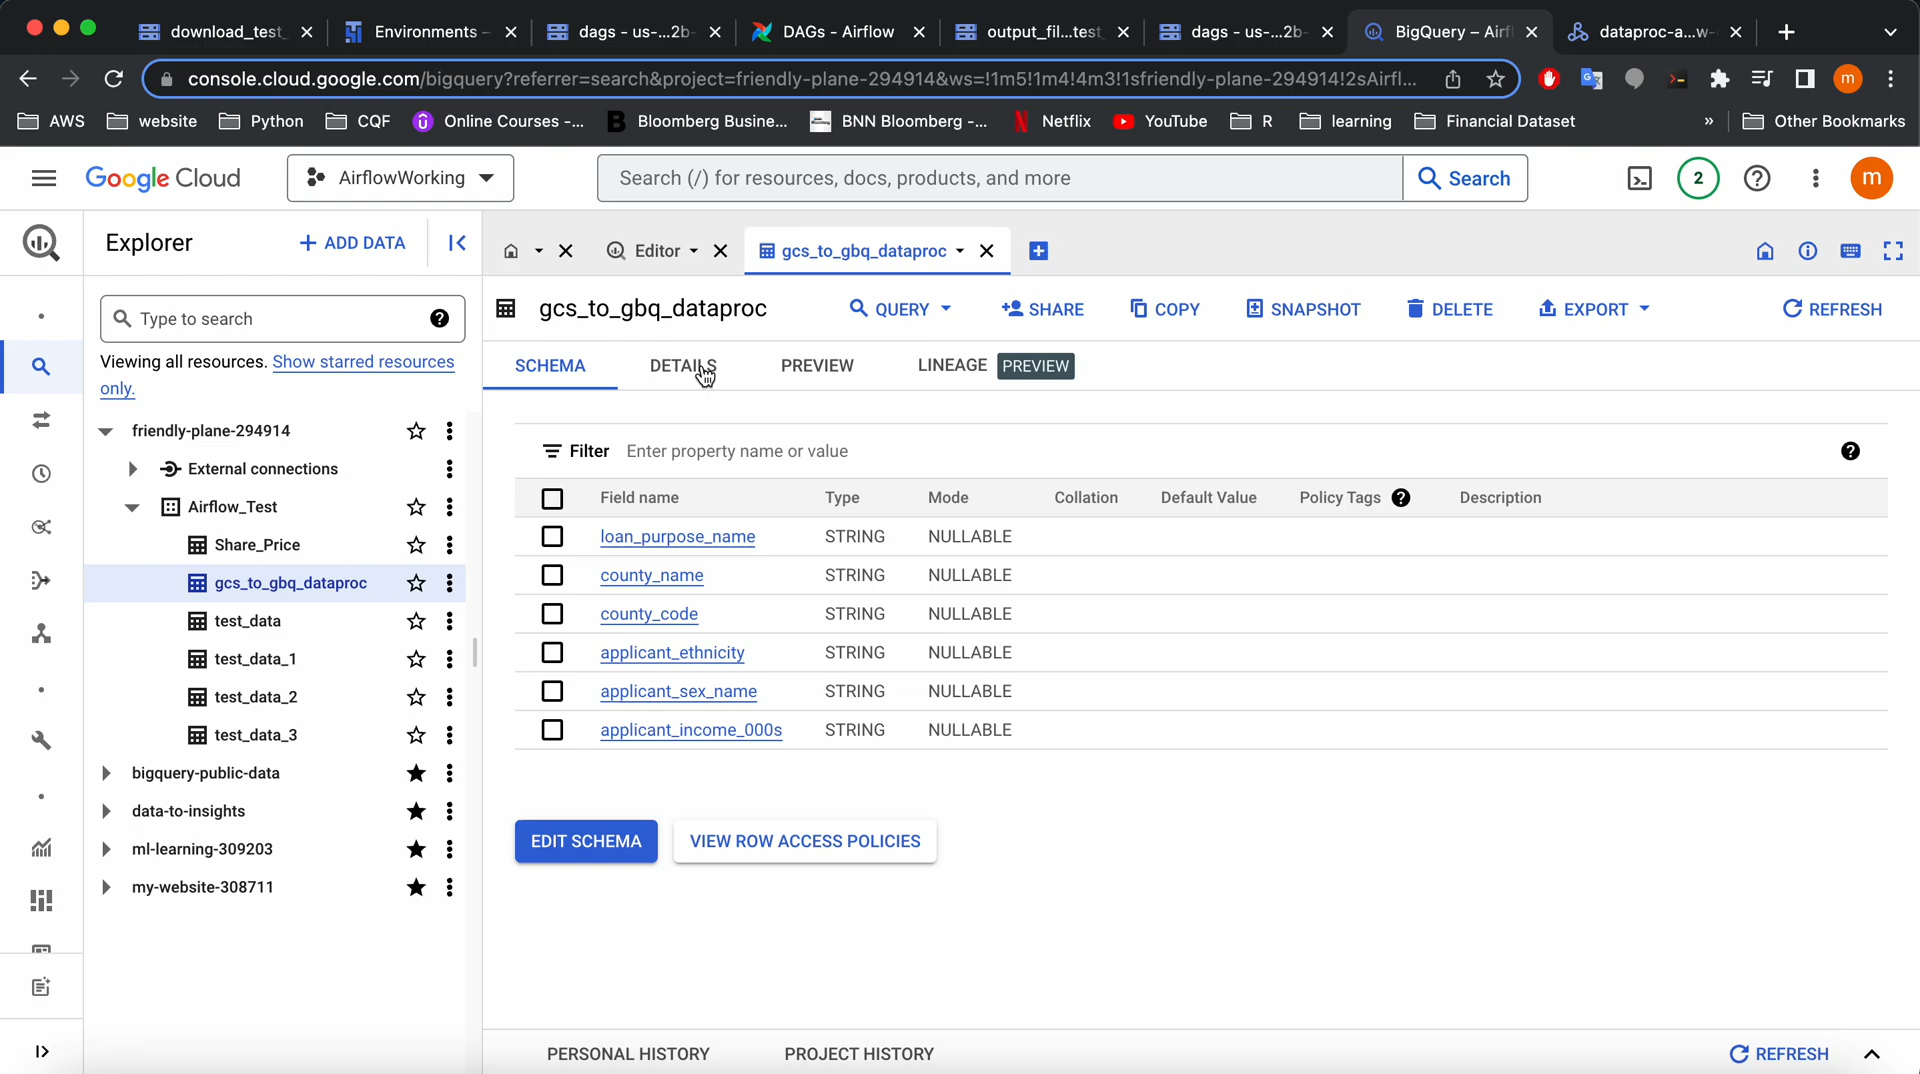 download_test_
Environments -
dags - us-...2b-
DAGs - Airflow
output_fil...test_
dags - us-...2b-
BigQuery – Airf
dataproc-a...w-
console.cloud.google.com/bigquery?referrer=search&project=friendly-plane-294914&ws=!1m5!1m4!4m3!1sfriendly-plane-294914!2sAirfl...
m
AWS
website
Python
CQF
Online Courses -...
Bloomberg Busine...
BNN Bloomberg -...
Netflix
YouTube
R
learning
Financial Dataset
»
Other Bookmarks
Google Cloud
AirflowWorking
Search (/) for resources, docs, products, and more
Search
2
m
Explorer
+ ADD DATA
Editor
gcs_to_gbq_dataproc
gcs_to_gbq_dataproc
QUERY
SHARE
COPY
SNAPSHOT
DELETE
EXPORT
REFRESH
Type to search
Viewing all resources. Show starred resources
only.
SCHEMA
DETAILS
PREVIEW
LINEAGE
PREVIEW
friendly-plane-294914
External connections
Airflow_Test
Share_Price
gcs_to_gbq_dataproc
test_data
test_data_1
test_data_2
test_data_3
bigquery-public-data
data-to-insights
ml-learning-309203
my-website-308711
Filter Enter property name or value
Field name Type Mode Collation Default Value Policy Tags Description
loan_purpose_name STRING NULLABLE
county_name STRING NULLABLE
county_code STRING NULLABLE
applicant_ethnicity STRING NULLABLE
applicant_sex_name STRING NULLABLE
applicant_income_000s STRING NULLABLE
EDIT SCHEMA
VIEW ROW ACCESS POLICIES
PERSONAL HISTORY
PROJECT HISTORY
REFRESH